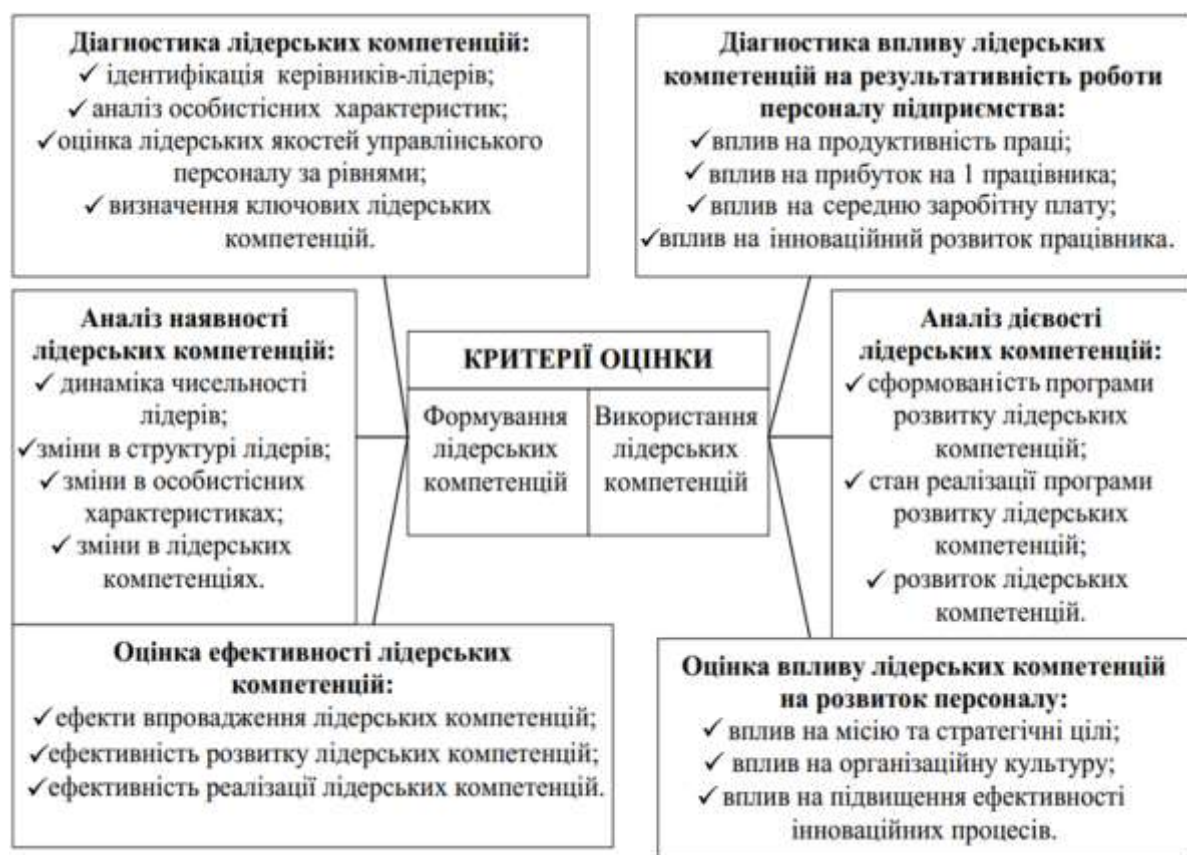 Діагностика лідерських компетенцій:
✓ ідентифікація керівників-лідерів;
✓ аналіз особистісних характеристик;
✓ оцінка лідерських якостей управлінського
персоналу за рівнями;
✓ визначення ключових лідерських
компетенцій.
Діагностика впливу лідерських
компетенцій на результативність роботи
персоналу підприємства:
✓ вплив на продуктивність праці;
✓ вплив на прибуток на 1 працівника;
✓ вплив на середню заробітну плату;
✓ вплив на інноваційний розвиток працівника.
Аналіз наявності
лідерських компетенцій:
✓ динаміка чисельності
лідерів;
✓ зміни в структурі лідерів;
✓ зміни в особистісних
характеристиках;
✓ зміни в лідерських
компетенціях.
КРИТЕРІЇ ОЦІНКИ
Формування
лідерських
компетенцій
Використання
лідерських
компетенцій
Аналіз дієвості
лідерських компетенцій:
✓ сформованість програми
розвитку лідерських
компетенцій;
✓ стан реалізації програми
розвитку лідерських
компетенцій;
✓ розвиток лідерських
компетенцій.
Оцінка ефективності лідерських
компетенцій:
✓ ефекти впровадження лідерських компетенцій;
✓ ефективність розвитку лідерських компетенцій;
✓ ефективність реалізації лідерських компетенцій.
Оцінка впливу лідерських компетенцій
на розвиток персоналу:
✓ вплив на місію та стратегічні цілі;
✓ вплив на організаційну культуру;
✓ вплив на підвищення ефективності
інноваційних процесів.